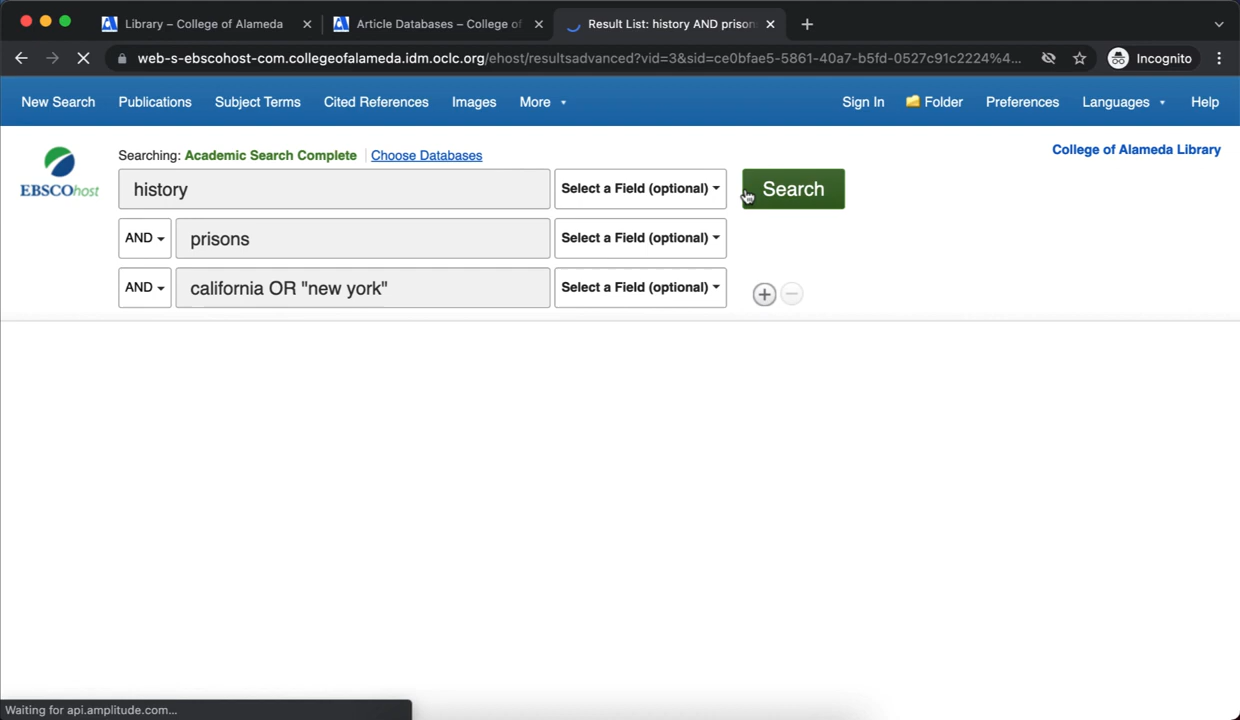 Library – College of Alameda
Article Databases – College of
Result List: history AND prison
web-s-ebscohost-com.collegeofalameda.idm.oclc.org/ehost/resultsadvanced?vid=3&sid=ce0bfae5-5861-40a7-b5fd-0527c91c2224%4...
Incognito
New Search Publications Subject Terms Cited References Images More Sign In Folder Preferences Languages Help
Searching: Academic Search Complete Choose Databases
College of Alameda Library
EBSCOhost
history Select a Field (optional) Search
AND prisons Select a Field (optional)
AND california OR "new york" Select a Field (optional)
Waiting for api.amplitude.com...